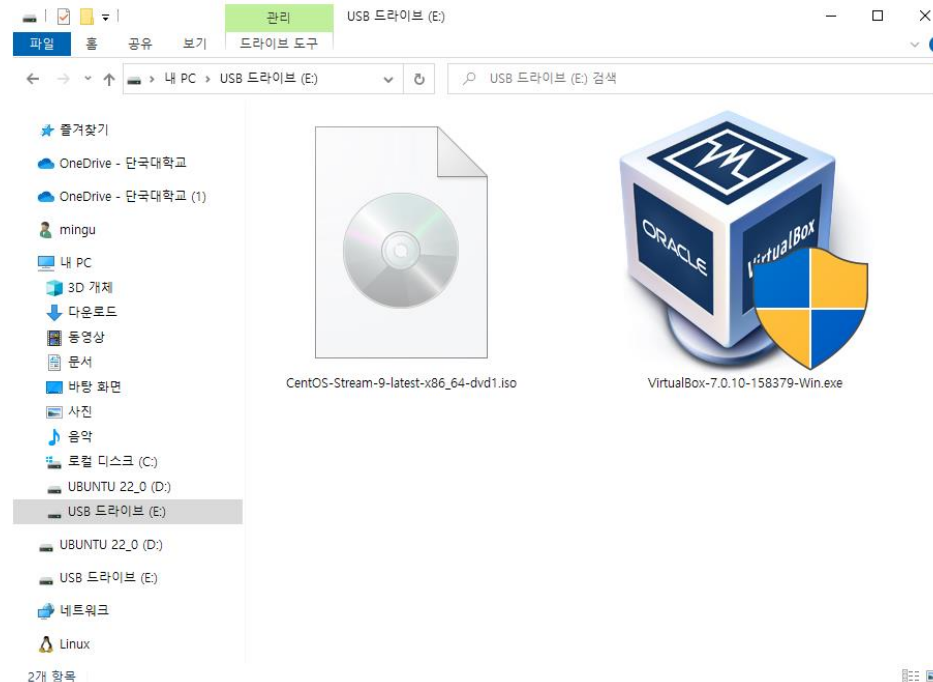 관리
USB 드라이브 (E:)
파일
홈
공유
보기
드라이브 도구
내 PC
USB 드라이브 (E:)
USB 드라이브 (E:) 검색
즐겨찾기
OneDrive - 단국대학교
OneDrive - 단국대학교 (1)
mingu
내 PC
3D 개체
다운로드
동영상
문서
바탕 화면
사진
음악
로컬 디스크 (C:)
UBUNTU 22_0 (D:)
USB 드라이브 (E:)
UBUNTU 22_0 (D:)
USB 드라이브 (E:)
네트워크
Linux
ORACLE
VirtualBox
CentOS-Stream-9-latest-x86_64-dvd1.iso
VirtualBox-7.0.10-158379-Win.exe
2개 항목